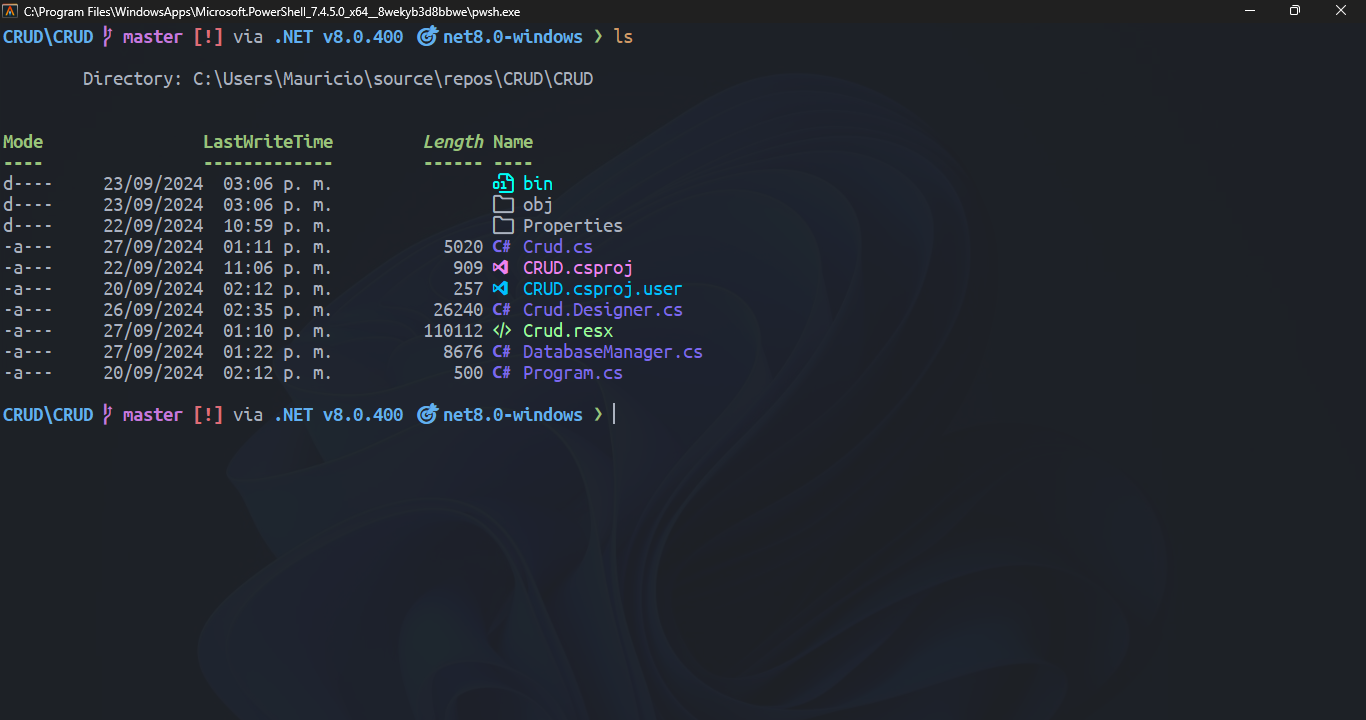 C:\Program Files\WindowsApps\Microsoft.PowerShell_7.4.5.0_x64__8wekyb3d8bbwe\pwsh.exe
CRUD\CRUD master [!] via .NET v8.0.400 net8.0-windows ❯ ls
Directory: C:\Users\Mauricio\source\repos\CRUD\CRUD
Mode LastWriteTime Length Name
---- ------------- ------ ----
d---- 23/09/2024 03:06 p. m. bin
d---- 23/09/2024 03:06 p. m. obj
d---- 22/09/2024 10:59 p. m. Properties
-a--- 27/09/2024 01:11 p. m. 5020 C# Crud.cs
-a--- 22/09/2024 11:06 p. m. 909 CRUD.csproj
-a--- 20/09/2024 02:12 p. m. 257 CRUD.csproj.user
-a--- 26/09/2024 02:35 p. m. 26240 C# Crud.Designer.cs
-a--- 27/09/2024 01:10 p. m. 110112 </> Crud.resx
-a--- 27/09/2024 01:22 p. m. 8676 C# DatabaseManager.cs
-a--- 20/09/2024 02:12 p. m. 500 C# Program.cs
CRUD\CRUD master [!] via .NET v8.0.400 net8.0-windows ❯